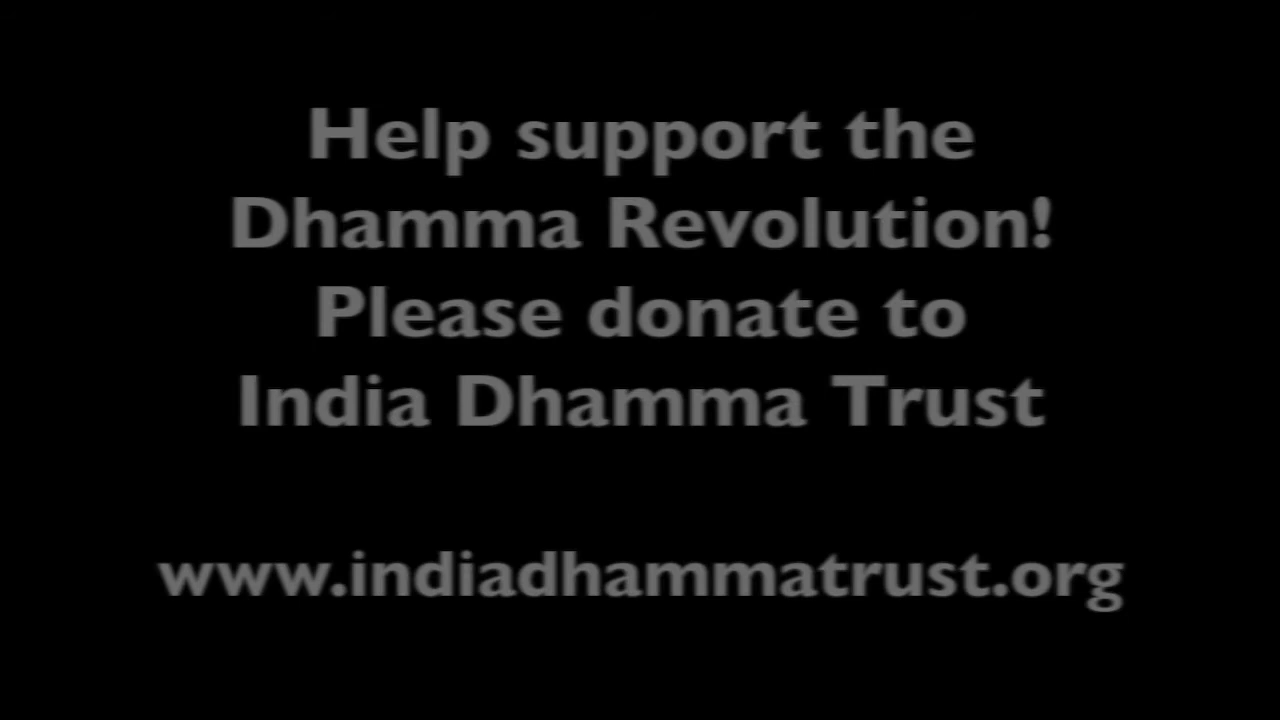 Help support the
Dhamma Revolution!
Please donate to
India Dhamma Trust
www.indiadhammatrust.org